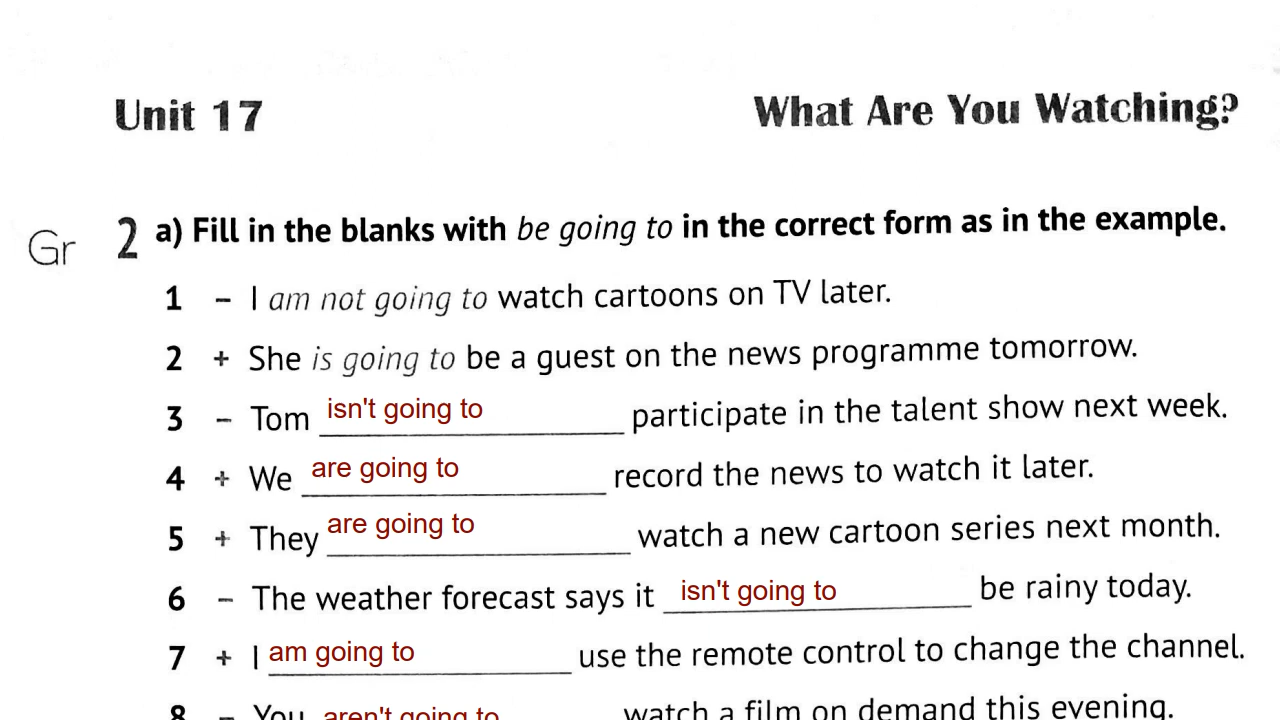 Unit 17 What Are You Watching?
Gr 2 a) Fill in the blanks with be going to in the correct form as in the example.
1 – I am not going to watch cartoons on TV later.
2 + She is going to be a guest on the news programme tomorrow.
3 – Tom isn't going to participate in the talent show next week.
4 + We are going to record the news to watch it later.
5 + They are going to watch a new cartoon series next month.
6 – The weather forecast says it isn't going to be rainy today.
7 + I am going to use the remote control to change the channel.
8 – You aren't going to watch a film on demand this evening.